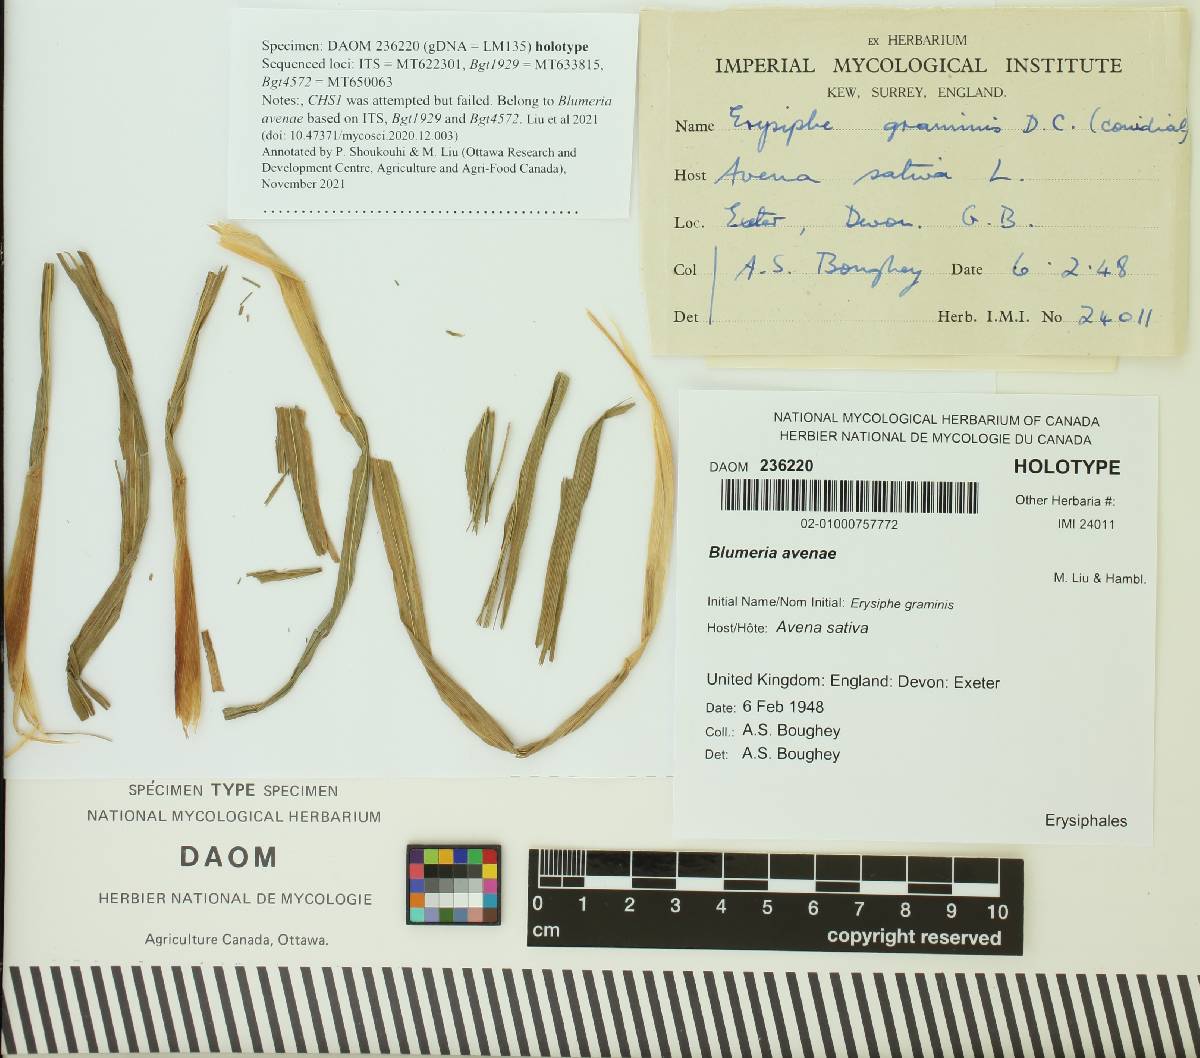 Specimen: DAOM 236220 (gDNA = LM135) holotype
Sequenced loci: ITS = MT622301, Bgt1929 = MT633815,
Bgt4572 = MT650063
Notes:, CHS1 was attempted but failed. Belong to Blumeria
avenae based on ITS, Bgt1929 and Bgt4572. Liu et al 2021
(doi: 10.47371/mycosci.2020.12.003)
Annotated by P. Shoukouhi & M. Liu (Ottawa Research and
Development Centre, Agriculture and Agri-Food Canada),
November 2021
EX HERBARIUM
IMPERIAL MYCOLOGICAL INSTITUTE
KEW, SURREY, ENGLAND.
Name Erysiphe graminis D.C. (conidial)
Host Avena sativa L.
Loc. Exeter, Devon. G.B.
Col A.S. Boughey Date 6.2.48
Det Herb. I.M.I. No 24011
NATIONAL MYCOLOGICAL HERBARIUM OF CANADA
HERBIER NATIONAL DE MYCOLOGIE DU CANADA
DAOM 236220 HOLOTYPE
Other Herbaria #:
02-01000757772 IMI 24011
Blumeria avenae
M. Liu & Hambl.
Initial Name/Nom Initial: Erysiphe graminis
Host/Hôte: Avena sativa
United Kingdom: England: Devon: Exeter
Date: 6 Feb 1948
Coll.: A.S. Boughey
Det: A.S. Boughey
Erysiphales
SPÉCIMEN TYPE SPECIMEN
NATIONAL MYCOLOGICAL HERBARIUM
DAOM
HERBIER NATIONAL DE MYCOLOGIE
Agriculture Canada, Ottawa.
0 1 2 3 4 5 6 7 8 9 10
cm copyright reserved